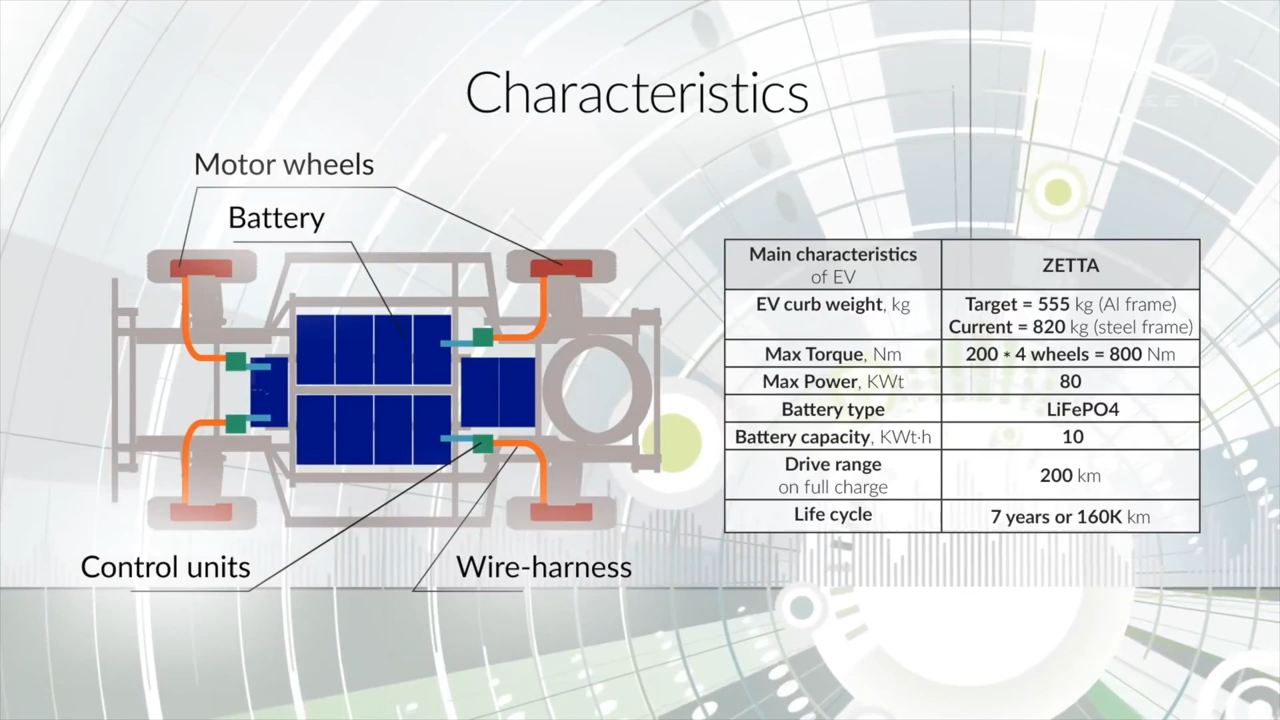 Characteristics
Motor wheels
Battery
Control units
Wire-harness
Main characteristics
of EV
ZETTA
EV curb weight, kg
Target = 555 kg (Al frame)
Current = 820 kg (steel frame)
Max Torque, Nm
200 * 4 wheels = 800 Nm
Max Power, KWt
80
Battery type
LiFePO4
Battery capacity, KWt·h
10
Drive range
on full charge
200 km
Life cycle
7 years or 160K km